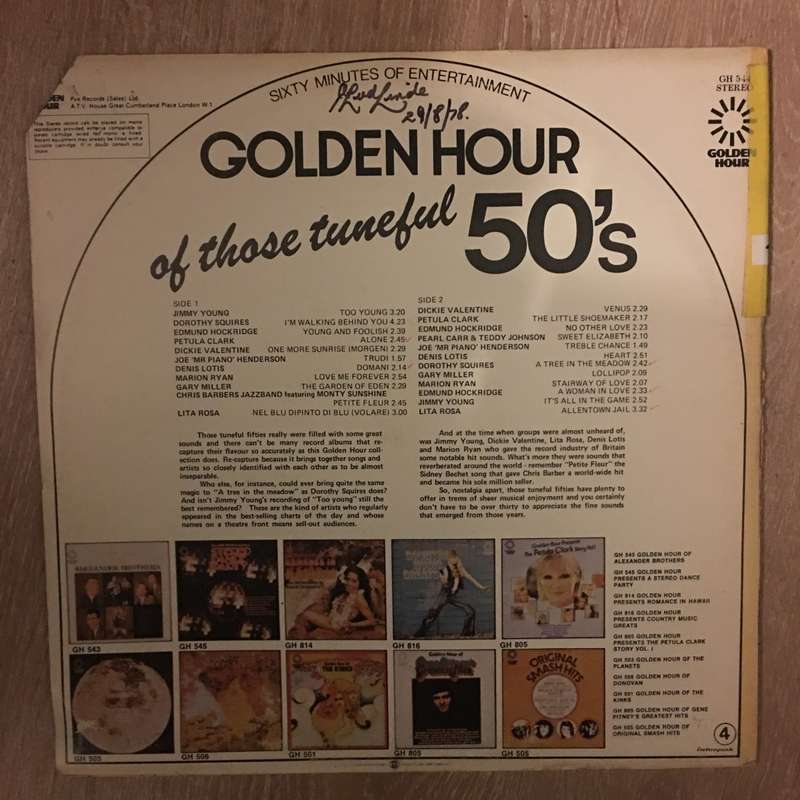 Pye Records (Sales) Ltd.
A.T.V. House Great Cumberland Place London W.1
SIXTY MINUTES OF ENTERTAINMENT
29/8/78.
GH 544
STEREO
GOLDEN
HOUR
GOLDEN HOUR
of those tuneful 50's
SIDE 1
JIMMY YOUNG TOO YOUNG 3.20
DOROTHY SQUIRES I'M WALKING BEHIND YOU 4.23
EDMUND HOCKRIDGE YOUNG AND FOOLISH 2.39
PETULA CLARK ALONE 2.45
DICKIE VALENTINE ONE MORE SUNRISE (MORGEN) 2.29
JOE 'MR PIANO' HENDERSON TRUDI 1.57
DENIS LOTIS DOMANI 2.14
MARION RYAN LOVE ME FOREVER 2.54
GARY MILLER THE GARDEN OF EDEN 2.29
CHRIS BARBERS JAZZBAND featuring MONTY SUNSHINE
PETITE FLEUR 2.45
LITA ROSA NEL BLU DIPINTO DI BLU (VOLARE) 3.00
SIDE 2
DICKIE VALENTINE VENUS 2.29
PETULA CLARK THE LITTLE SHOEMAKER 2.17
EDMUND HOCKRIDGE NO OTHER LOVE 2.23
PEARL CARR & TEDDY JOHNSON SWEET ELIZABETH 2.10
JOE 'MR PIANO' HENDERSON TREBLE CHANCE 1.49
DENIS LOTIS HEART 2.51
DOROTHY SQUIRES A TREE IN THE MEADOW 2.42
GARY MILLER LOLLIPOP 2.09
MARION RYAN STAIRWAY OF LOVE 2.07
EDMUND HOCKRIDGE A WOMAN IN LOVE 2.33
JIMMY YOUNG IT'S ALL IN THE GAME 2.52
LITA ROSA ALLENTOWN JAIL 3.32
Those tuneful fifties really were filled with some great
sounds and there can't be many record albums that re-
capture their flavour so accurately as this Golden Hour col-
lection does. Re-capture because it brings together songs and
artists so closely identified with each other as to be almost
inseparable.
Who else, for instance, could ever bring quite the same
magic to "A tree in the meadow" as Dorothy Squires does?
And isn't Jimmy Young's recording of "Too young" still the
best remembered? These are the kind of artists who regularly
appeared in the best-selling charts of the day and whose
names on a theatre front means sell-out audiences.
And at the time when groups were almost unheard of,
was Jimmy Young, Dickie Valentine, Lita Rosa, Denis Lotis
and Marion Ryan who gave the record industry of Britain
some notable hit sounds. What's more they were sounds that
reverberated around the world - remember "Petite Fleur" the
Sidney Bechet song that gave Chris Barber a world-wide hit
and became his sole million seller.
So, nostalgia apart, those tuneful fifties have plenty to
offer in trems of sheer musical enjoyment and you certainly
don't have to be over thirty to appreciate the fine sounds
that emerged from those years.
GH 543
GH 545
GH 814
GH 816
GH 805
GH 503
GH 506
GH 501
GH 805
GH 505
THE KINKS
ORIGINAL
SMASH HITS
GH 543 GOLDEN HOUR OF
ALEXANDER BROTHERS
GH 545 GOLDEN HOUR
PRESENTS A STEREO DANCE
PARTY
GH 814 GOLDEN HOUR
PRESENTS ROMANCE IN HAWAII
GH 816 GOLDEN HOUR
PRESENTS COUNTRY MUSIC
GREATS
GH 805 GOLDEN HOUR
PRESENTS THE PETULA CLARK
STORY VOL. 1
GH 503 GOLDEN HOUR OF THE
PLANETS
GH 506 GOLDEN HOUR OF
DONOVAN
GH 501 GOLDEN HOUR OF THE
KINKS
GH 805 GOLDEN HOUR OF GENE
PITNEY'S GREATEST HITS
GH 505 GOLDEN HOUR OF
ORIGINAL SMASH HITS
4